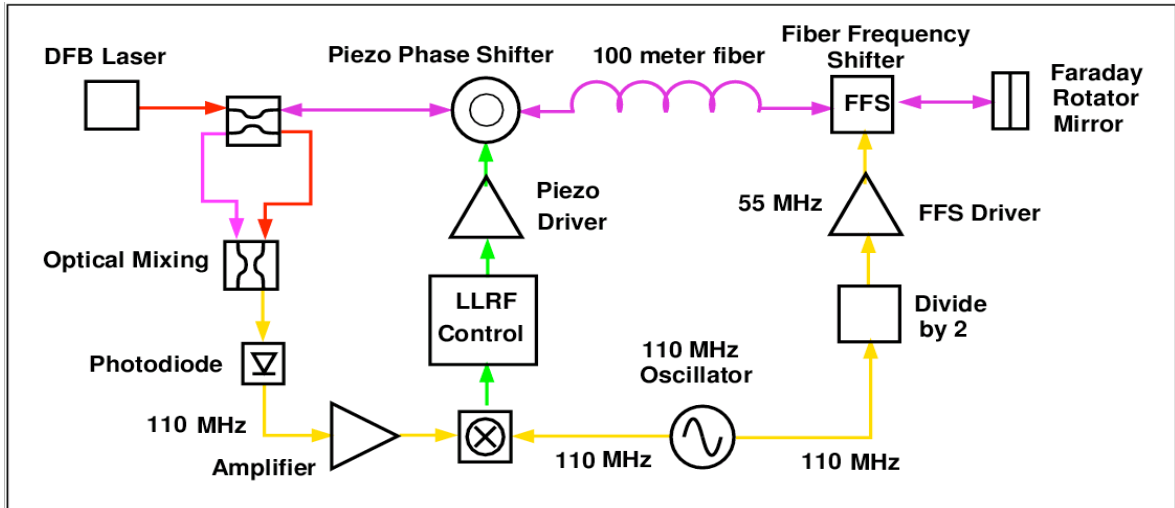 DFB Laser
Piezo Phase Shifter
100 meter fiber
Fiber Frequency
Shifter
FFS
Faraday
Rotator
Mirror
Piezo
Driver
55 MHz
FFS Driver
Optical Mixing
LLRF
Control
Divide
by 2
Photodiode
110 MHz
Oscillator
110 MHz
Amplifier
110 MHz
110 MHz